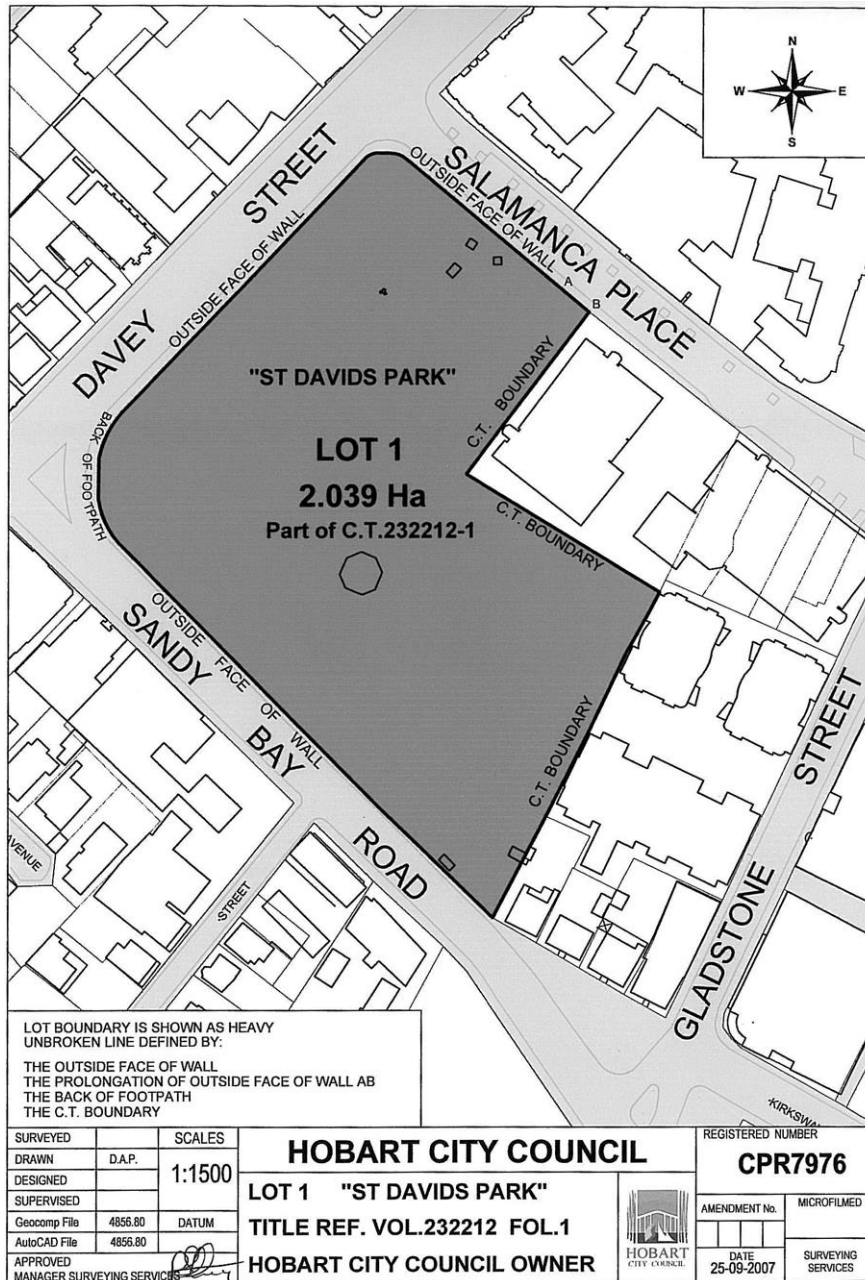 N
W E
S
DAVEY STREET
OUTSIDE FACE OF WALL
OUTSIDE FACE OF WALL
SALAMANCA PLACE
A
B
"ST DAVIDS PARK"
LOT 1
2.039 Ha
Part of C.T.232212-1
C.T. BOUNDARY
C.T. BOUNDARY
C.T. BOUNDARY
BACK OF FOOTPATH
OUTSIDE FACE OF WALL
SANDY BAY ROAD
GLADSTONE STREET
AVENUE
STREET
LOT BOUNDARY IS SHOWN AS HEAVY
UNBROKEN LINE DEFINED BY:
THE OUTSIDE FACE OF WALL
THE PROLONGATION OF OUTSIDE FACE OF WALL AB
THE BACK OF FOOTPATH
THE C.T. BOUNDARY
SURVEYED
DRAWN D.A.P.
DESIGNED
SUPERVISED
Geocomp File 4856.80
AutoCAD File 4856.80
APPROVED
MANAGER SURVEYING SERVICES
SCALES
1:1500
DATUM
HOBART CITY COUNCIL
LOT 1 "ST DAVIDS PARK"
TITLE REF. VOL.232212 FOL.1
HOBART CITY COUNCIL OWNER
HOBART
CITY COUNCIL
REGISTERED NUMBER
CPR7976
AMENDMENT No.
MICROFILMED
DATE
25-09-2007
SURVEYING
SERVICES